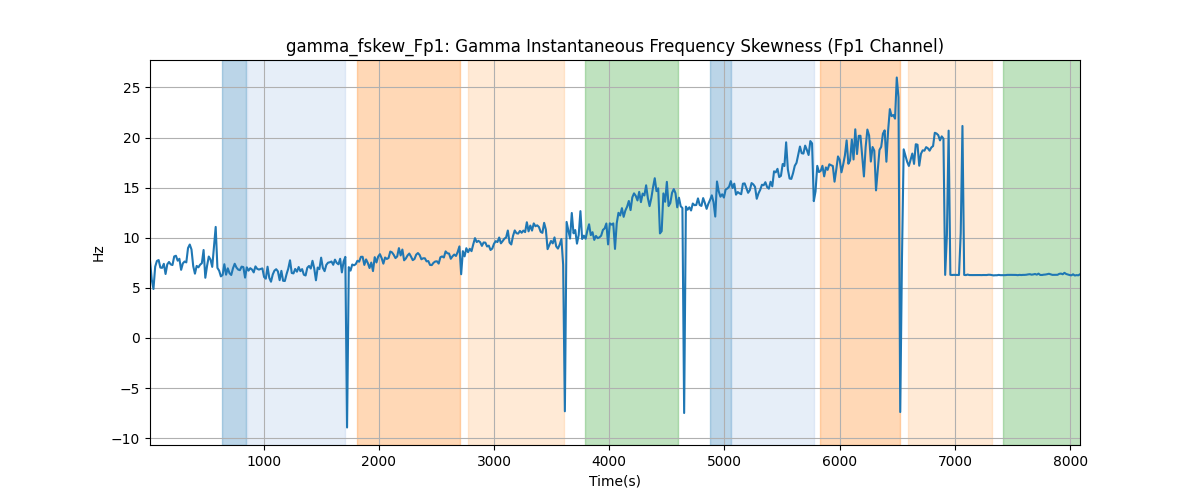 gamma_fskew_Fp1: Gamma Instantaneous Frequency Skewness (Fp1 Channel)
25
20
15
10
5
0
−5
−10
Hz
1000 2000 3000 4000 5000 6000 7000 8000
Time(s)